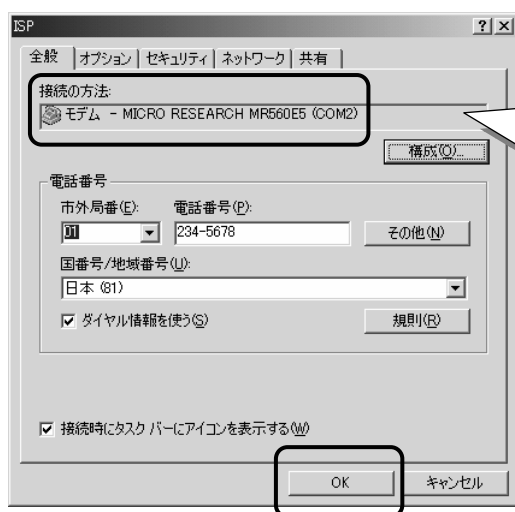 ISP
全般 オプション セキュリティ ネットワーク 共有
接続の方法:
モデム - MICRO RESEARCH MR560E5 (COM2)
構成(O)...
電話番号
市外局番(E): 電話番号(P):
01 234-5678 その他(N)
国番号/地域番号(U):
日本 (81)
ダイヤル情報を使う(S) 規則(R)
接続時にタスク バーにアイコンを表示する(W)
OK キャンセル